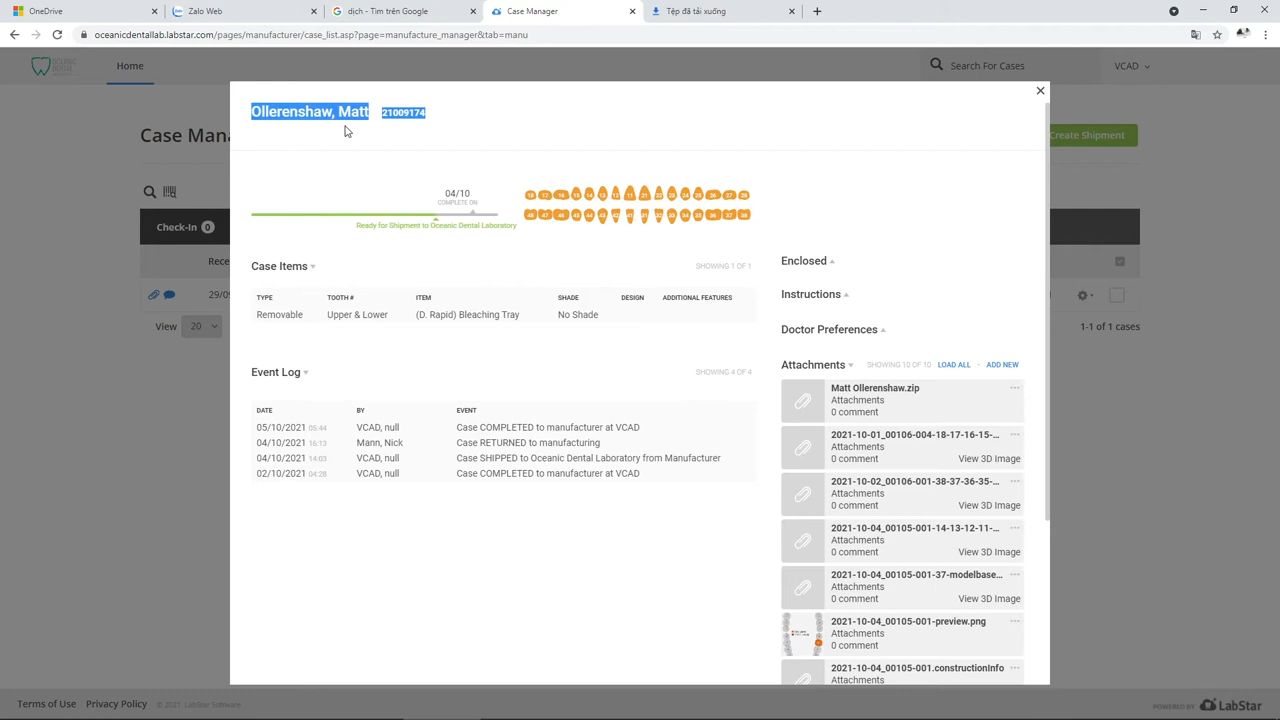 OneDrive
Zalo Web
dịch - Tìm trên Google
Case Manager
Tệp đã tải xuống
oceanicdentallab.labstar.com/pages/manufacturer/case_list.asp?page=manufacture_manager&tab=manu
Home
Search For Cases
VCAD
Case Mana
Create Shipment
Check-In 0
Rece
29/09
View 20
1-1 of 1 cases
Ollerenshaw, Matt 21009174
04/10
COMPLETE ON
Ready for Shipment to Oceanic Dental Laboratory
Case Items
SHOWING 1 OF 1
TYPE TOOTH # ITEM SHADE DESIGN ADDITIONAL FEATURES
Removable Upper & Lower (D. Rapid) Bleaching Tray No Shade
Event Log
SHOWING 4 OF 4
DATE BY EVENT
05/10/2021 05:44 VCAD, null Case COMPLETED to manufacturer at VCAD
04/10/2021 16:13 Mann, Nick Case RETURNED to manufacturing
04/10/2021 14:03 VCAD, null Case SHIPPED to Oceanic Dental Laboratory from Manufacturer
02/10/2021 04:28 VCAD, null Case COMPLETED to manufacturer at VCAD
Enclosed
Instructions
Doctor Preferences
Attachments SHOWING 10 OF 10 LOAD ALL - ADD NEW
Matt Ollerenshaw.zip
Attachments
0 comment
2021-10-01_00106-004-18-17-16-15-...
Attachments
0 comment View 3D Image
2021-10-02_00106-001-38-37-36-35-...
Attachments
0 comment View 3D Image
2021-10-04_00105-001-14-13-12-11-...
Attachments
0 comment View 3D Image
2021-10-04_00105-001-37-modelbase...
Attachments
0 comment View 3D Image
2021-10-04_00105-001-preview.png
Attachments
0 comment
2021-10-04_00105-001.constructionInfo
Attachments
Terms of Use Privacy Policy © 2021 LabStar Software
POWERED BY LabStar